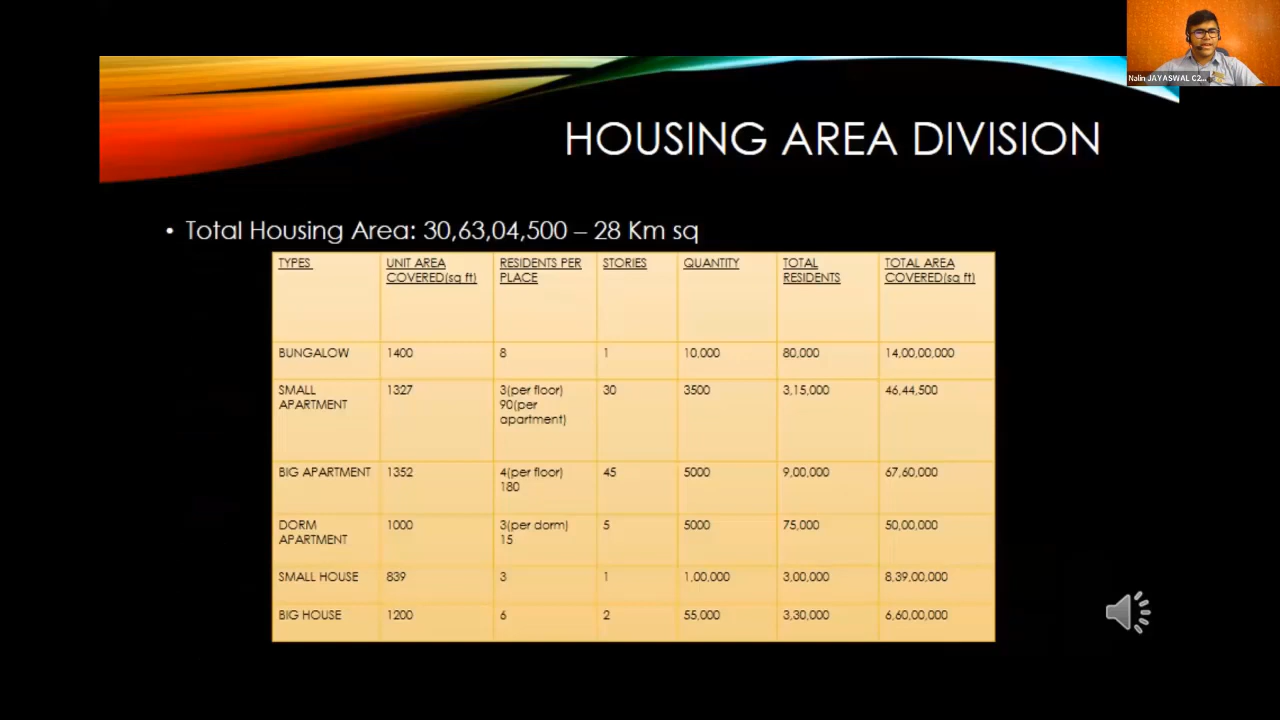 Nalin JAYASWAL C2...
HOUSING AREA DIVISION
• Total Housing Area: 30,63,04,500 – 28 Km sq
TYPES UNIT AREA COVERED(sq ft) RESIDENTS PER PLACE STORIES QUANTITY TOTAL RESIDENTS TOTAL AREA COVERED(sq ft)
BUNGALOW 1400 8 1 10,000 80,000 14,00,00,000
SMALL APARTMENT 1327 3(per floor) 90(per apartment) 30 3500 3,15,000 46,44,500
BIG APARTMENT 1352 4(per floor) 180 45 5000 9,00,000 67,60,000
DORM APARTMENT 1000 3(per dorm) 15 5 5000 75,000 50,00,000
SMALL HOUSE 839 3 1 1,00,000 3,00,000 8,39,00,000
BIG HOUSE 1200 6 2 55,000 3,30,000 6,60,00,000